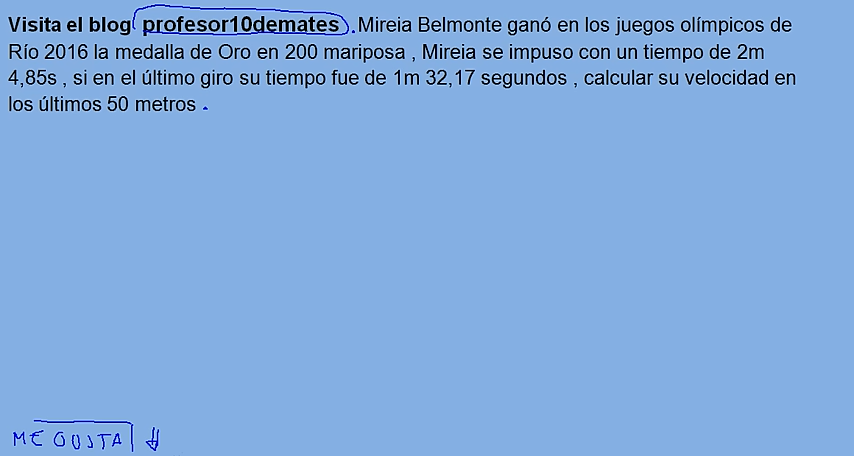 Visita el blog profesor10demates .Mireia Belmonte ganó en los juegos olímpicos de
Río 2016 la medalla de Oro en 200 mariposa , Mireia se impuso con un tiempo de 2m
4,85s , si en el último giro su tiempo fue de 1m 32,17 segundos , calcular su velocidad en
los últimos 50 metros .
ME GUSTA